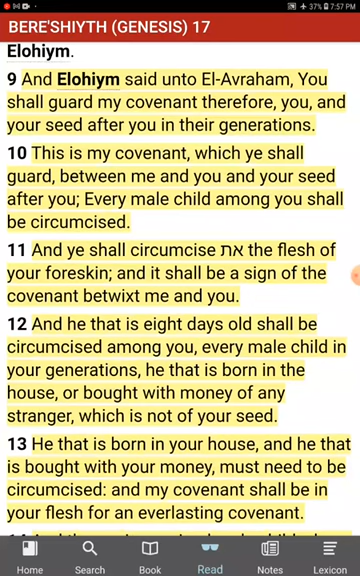 37% 7:57 PM
BERE'SHIYTH (GENESIS) 17
Elohiym.
9 And Elohiym said unto El-Avraham, You
shall guard my covenant therefore, you, and
your seed after you in their generations.
10 This is my covenant, which ye shall
guard, between me and you and your seed
after you; Every male child among you shall
be circumcised.
11 And ye shall circumcise את the flesh of
your foreskin; and it shall be a sign of the
covenant betwixt me and you.
12 And he that is eight days old shall be
circumcised among you, every male child in
your generations, he that is born in the
house, or bought with money of any
stranger, which is not of your seed.
13 He that is born in your house, and he that
is bought with your money, must need to be
circumcised: and my covenant shall be in
your flesh for an everlasting covenant.
Home Search Book Read Notes Lexicon